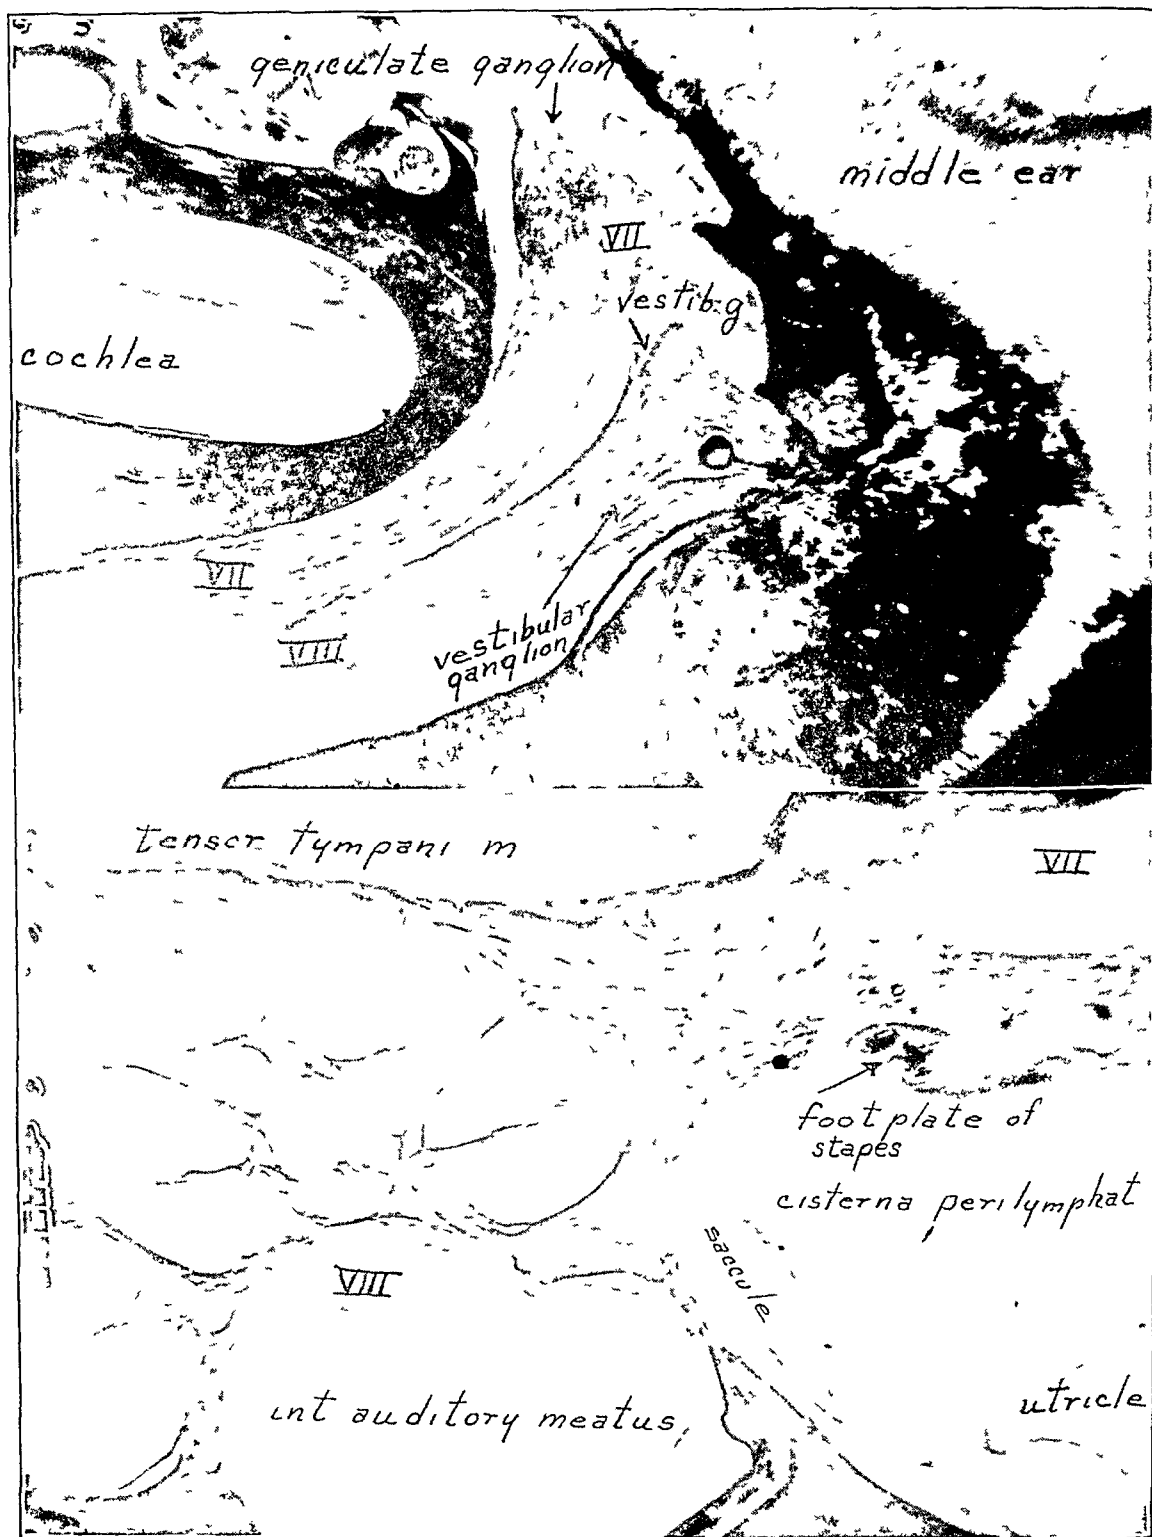 geniculate ganglion
middle ear
VII
vestib. g
cochlea
VII
VIII
vestibular
ganglion
tensor tympani m
VII
foot plate of
stapes
cisterna perilymphat
saccule
VIII
int auditory meatus
utricle